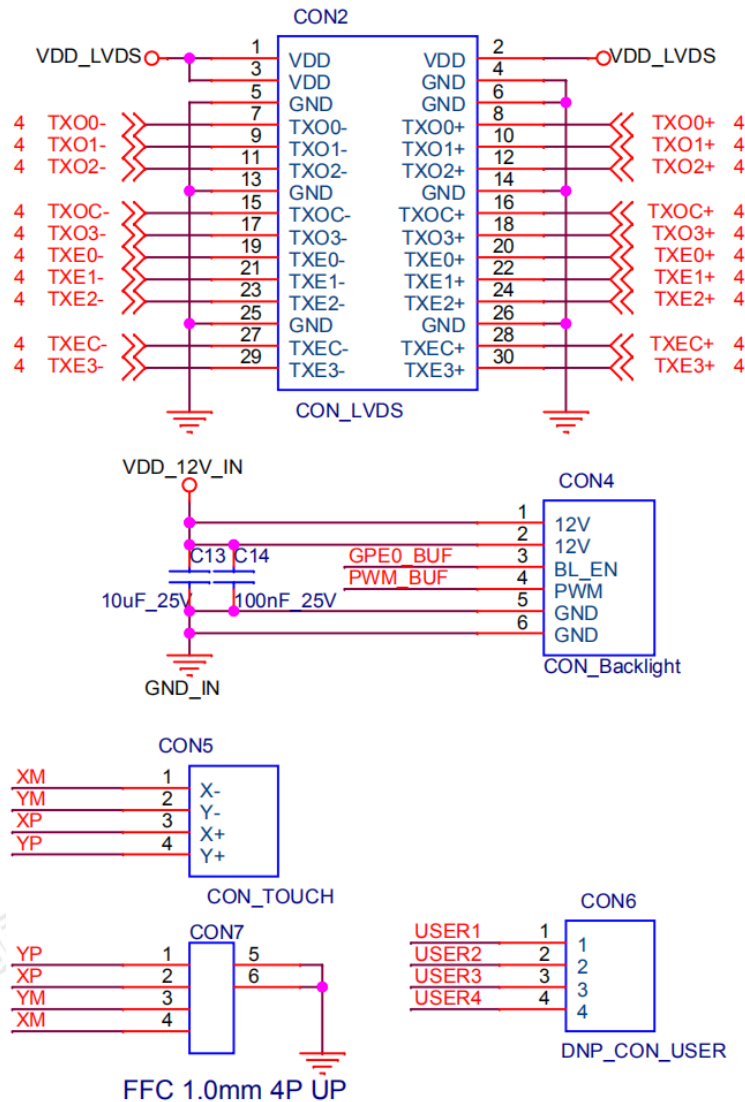 CON2
VDD_LVDS 1 VDD VDD 2 VDD_LVDS
3 VDD GND 4
5 GND GND 6
4 TXO0- 7 TXO0- TXO0+ 8 TXO0+ 4
4 TXO1- 9 TXO1- TXO1+ 10 TXO1+ 4
4 TXO2- 11 TXO2- TXO2+ 12 TXO2+ 4
13 GND GND 14
4 TXOC- 15 TXOC- TXOC+ 16 TXOC+ 4
4 TXO3- 17 TXO3- TXO3+ 18 TXO3+ 4
4 TXE0- 19 TXE0- TXE0+ 20 TXE0+ 4
4 TXE1- 21 TXE1- TXE1+ 22 TXE1+ 4
4 TXE2- 23 TXE2- TXE2+ 24 TXE2+ 4
25 GND GND 26
4 TXEC- 27 TXEC- TXEC+ 28 TXEC+ 4
4 TXE3- 29 TXE3- TXE3+ 30 TXE3+ 4
CON_LVDS
VDD_12V_IN
CON4
1 12V
2 12V
C13 C14 GPE0_BUF 3 BL_EN
10uF_25V 100nF_25V PWM_BUF 4 PWM
5 GND
6 GND
CON_Backlight
GND_IN
CON5
XM 1 X-
YM 2 Y-
XP 3 X+
YP 4 Y+
CON_TOUCH
CON7
YP 1 5
XP 2 6
YM 3
XM 4
FFC 1.0mm 4P UP
CON6
USER1 1 1
USER2 2 2
USER3 3 3
USER4 4 4
DNP_CON_USER